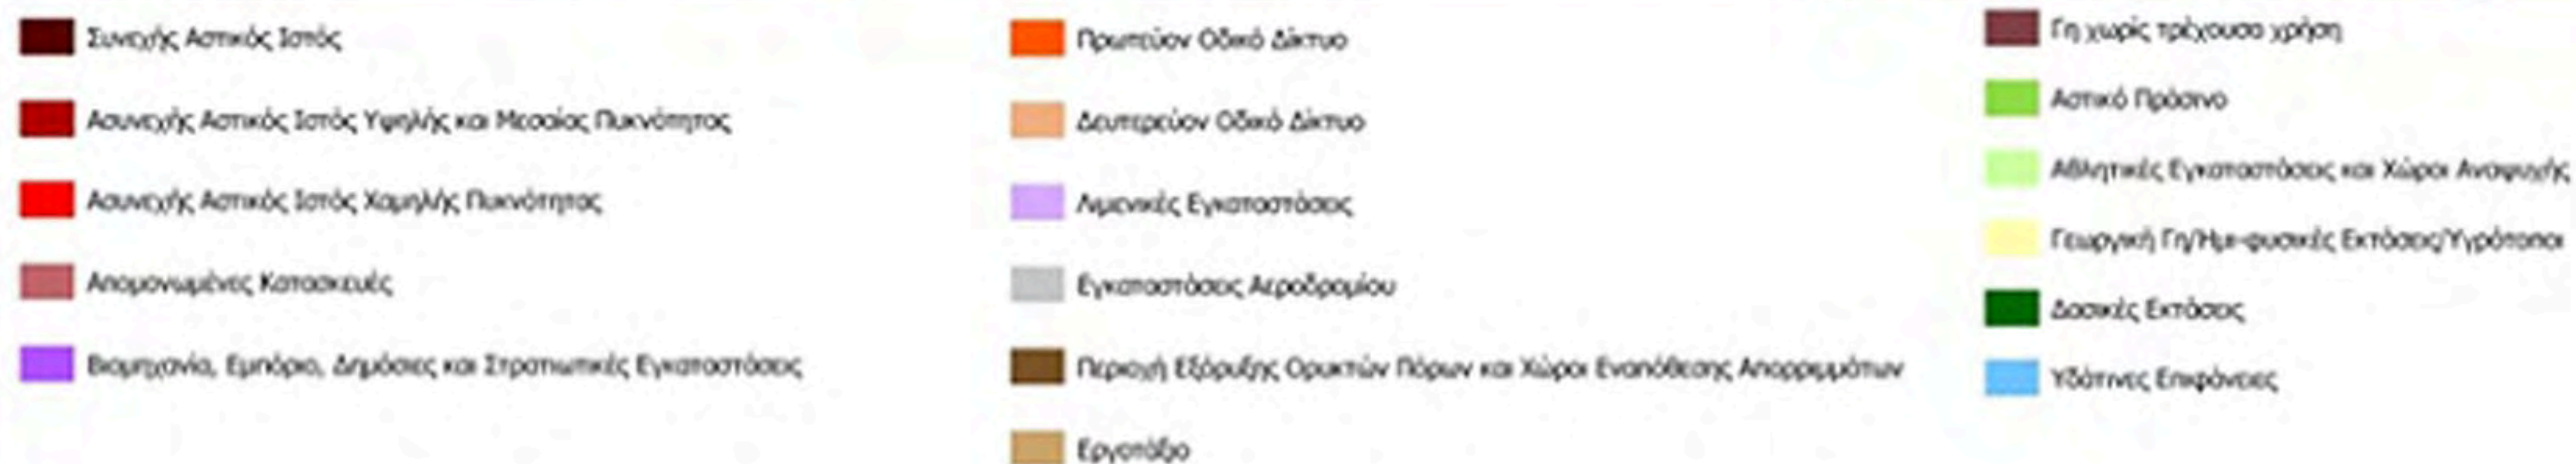 Συνεχής Αστικός Ιστός
Ασυνεχής Αστικός Ιστός Υψηλής και Μεσαίας Πυκνότητας
Ασυνεχής Αστικός Ιστός Χαμηλής Πυκνότητας
Απομονωμένες Κατασκευές
Βιομηχανία, Εμπόριο, Δημόσιες και Στρατιωτικές Εγκαταστάσεις
Πρωτεύον Οδικό Δίκτυο
Δευτερεύον Οδικό Δίκτυο
Λιμενικές Εγκαταστάσεις
Εγκαταστάσεις Αεροδρομίου
Περιοχή Εξόρυξης Ορυκτών Πόρων και Χώροι Εναπόθεσης Απορριμμάτων
Εργοτάξιο
Γη χωρίς τρέχουσα χρήση
Αστικό Πράσινο
Αθλητικές Εγκαταστάσεις και Χώροι Αναψυχής
Γεωργική Γη/Ημι-φυσικές Εκτάσεις/Υγρότοποι
Δασικές Εκτάσεις
Υδάτινες Επιφάνειες